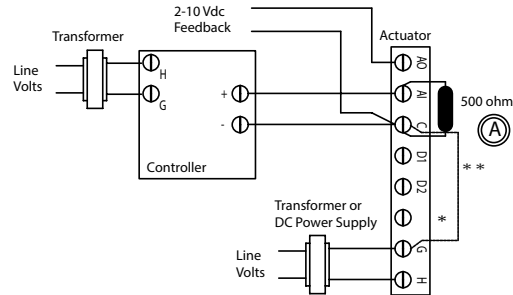 2-10 Vdc
Feedback
Transformer
Actuator
Line
Volts
H
G
+
-
Controller
AO
AI
C
D1
D2
G
H
500 ohm
A
* *
*
Transformer or
DC Power Supply
Line
Volts